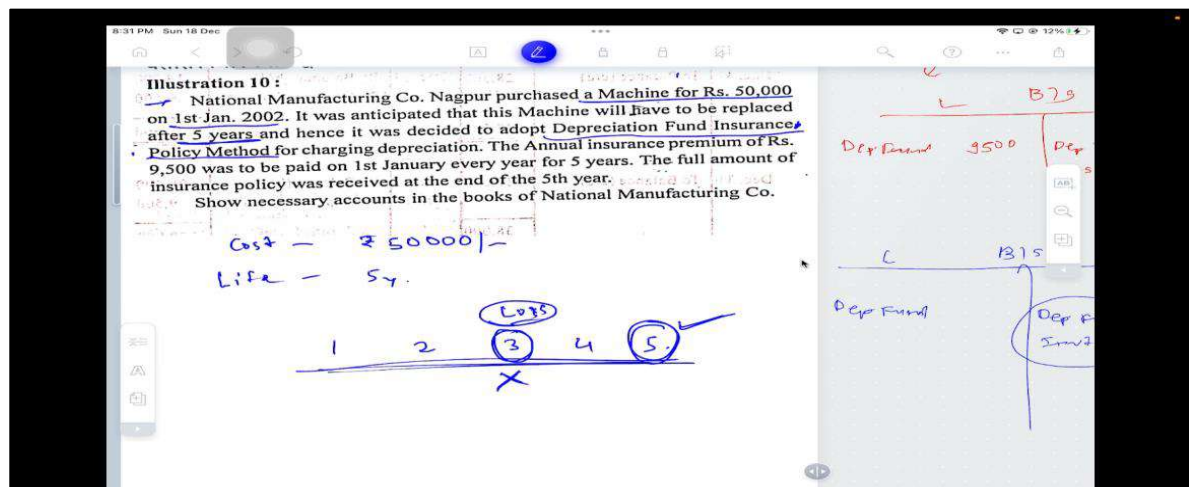 8:31 PM Sun 18 Dec
12%
Illustration 10 :
National Manufacturing Co. Nagpur purchased a Machine for Rs. 50,000
on 1st Jan. 2002. It was anticipated that this Machine will have to be replaced
after 5 years and hence it was decided to adopt Depreciation Fund Insurance
Policy Method for charging depreciation. The Annual insurance premium of Rs.
9,500 was to be paid on 1st January every year for 5 years. The full amount of
insurance policy was received at the end of the 5th year.
Show necessary accounts in the books of National Manufacturing Co.
Cost - ₹ 50000/-
Life - 5y.
Loss
1 2 3 4 5.
X
L B/S
Dep Fund 9500 Dep
L B/S
Dep Fund Dep F
Invt